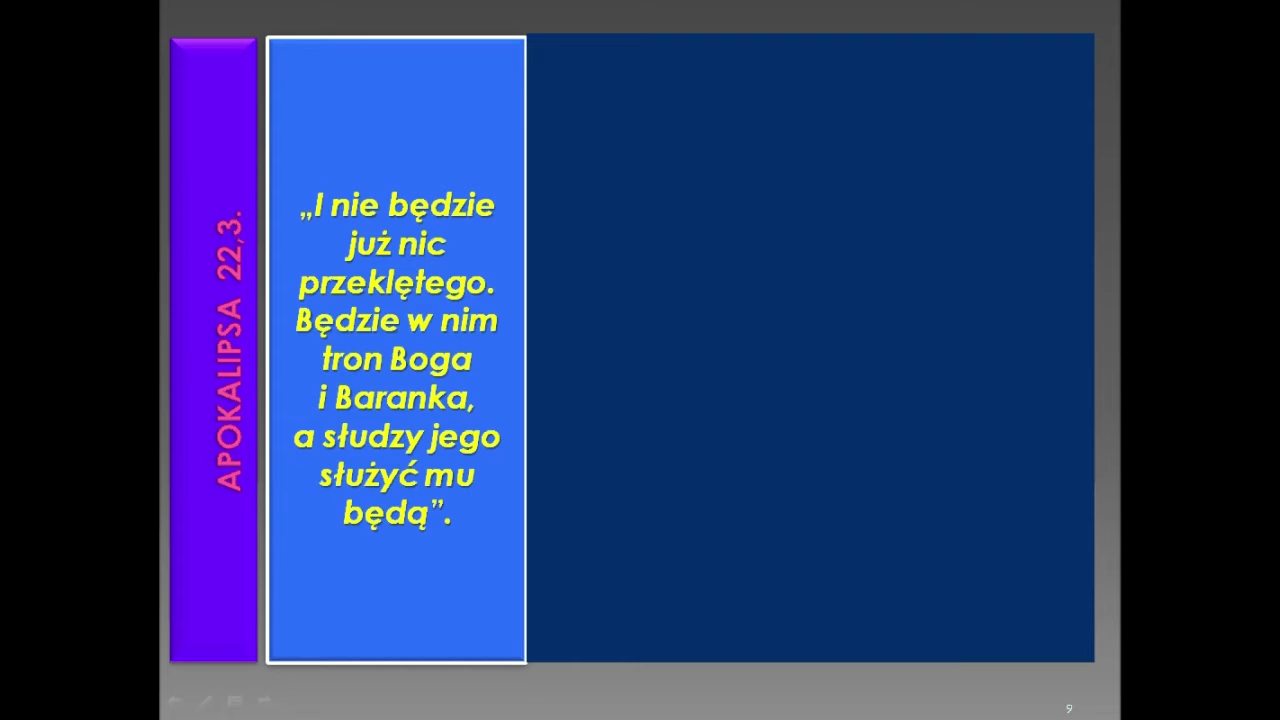 APOKALIPSA 22,3.
„I nie będzie
już nic
przeklętego.
Będzie w nim
tron Boga
i Baranka,
a słudzy jego
służyć mu
będą”.
9